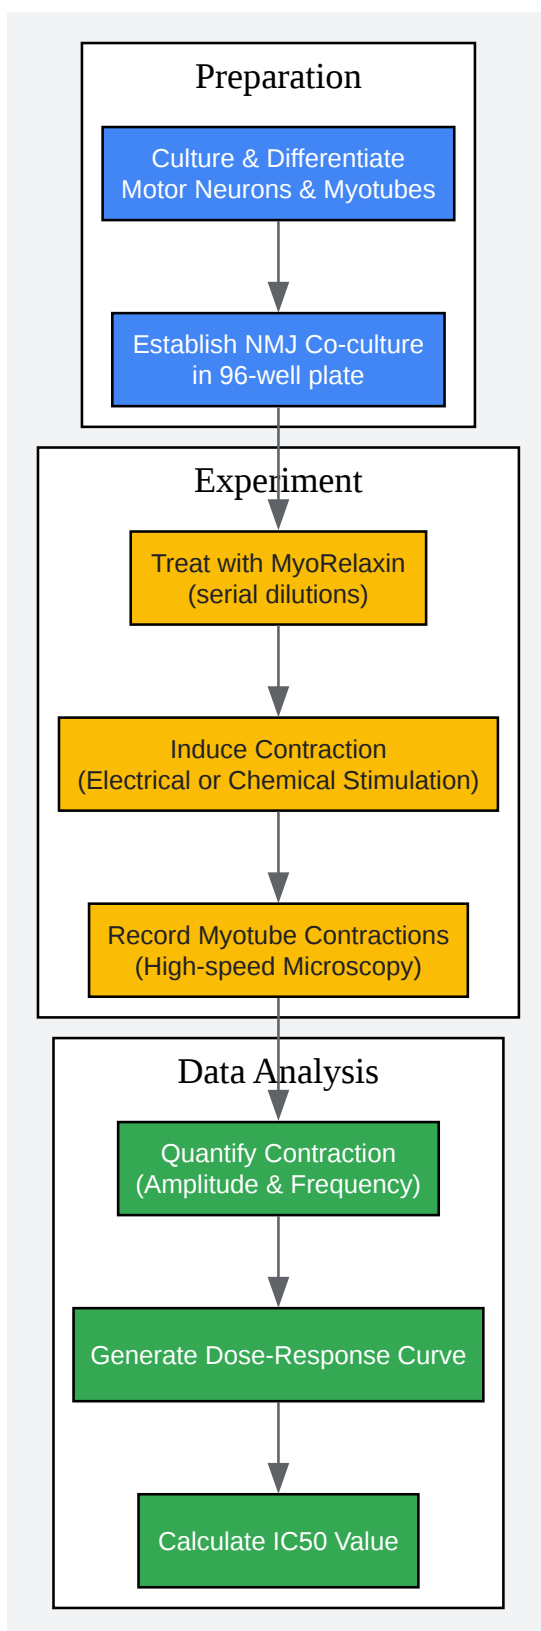 Preparation
Culture & Differentiate
Motor Neurons & Myotubes
Establish NMJ Co-culture
in 96-well plate
Experiment
Treat with MyoRelaxin
(serial dilutions)
Induce Contraction
(Electrical or Chemical Stimulation)
Record Myotube Contractions
(High-speed Microscopy)
Data Analysis
Quantify Contraction
(Amplitude & Frequency)
Generate Dose-Response Curve
Calculate IC50 Value